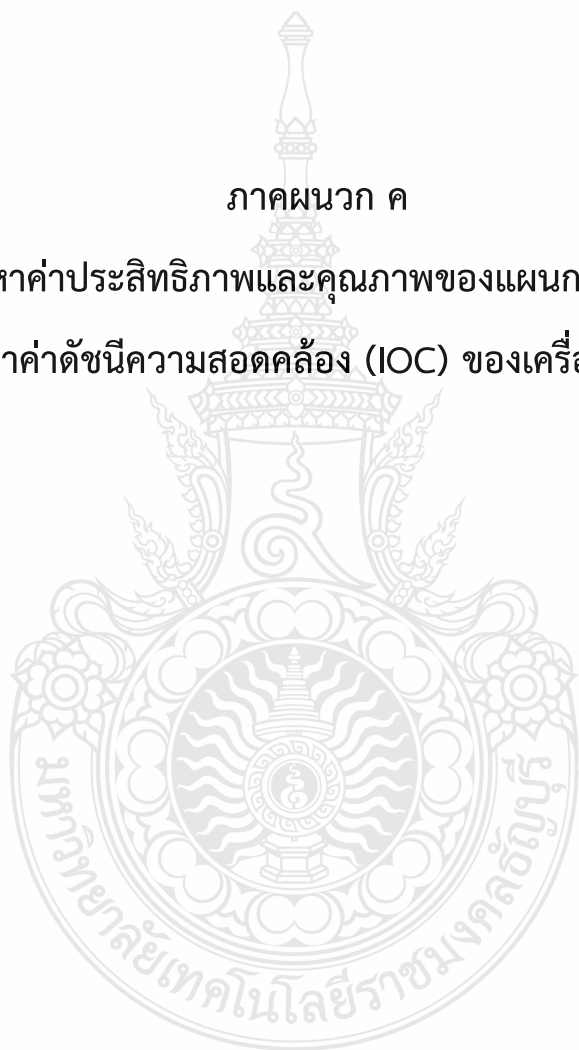 ภาคผนวก ค
หาค่าประสิทธิภาพและคุณภาพของแผนก
าค่าดัชนีความสอดคล้อง (IOC) ของเครื่อ
มหาวิทยาลัยเทคโนโลยีราชมงคลธัญบุรี